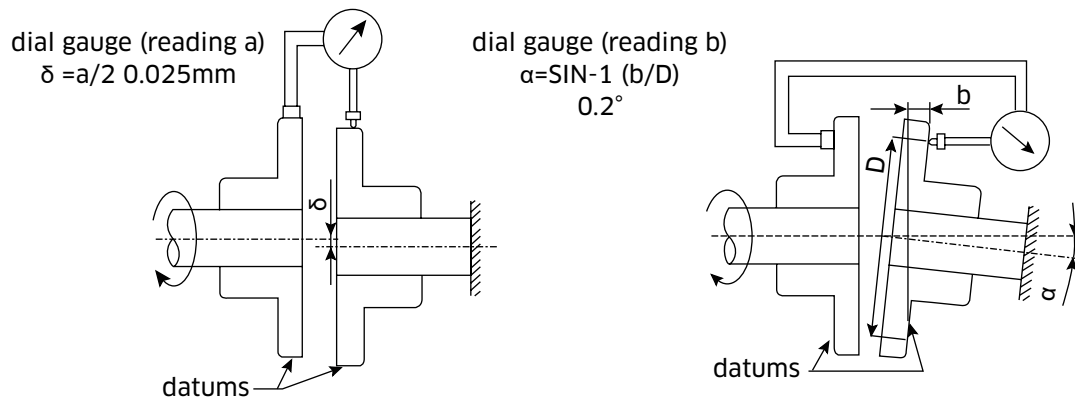 dial gauge (reading a)
δ =a/2 0.025mm
δ
datums
dial gauge (reading b)
α=SIN-1 (b/D)
0.2°
b
D
α
datums